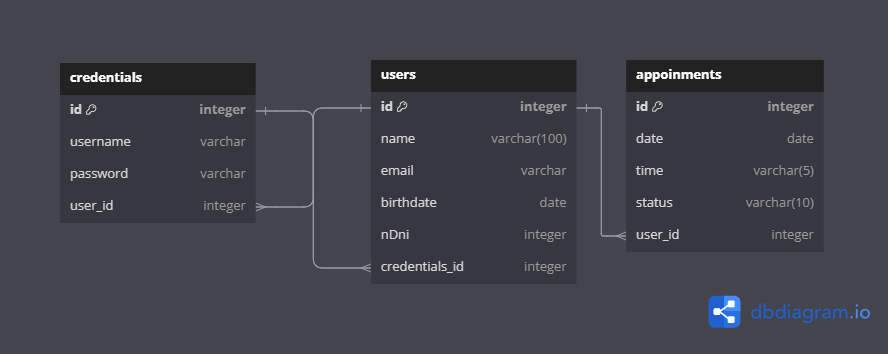 credentials
id integer
username varchar
password varchar
user_id integer
users
id integer
name varchar(100)
email varchar
birthdate date
nDni integer
credentials_id integer
appoinments
id integer
date date
time varchar(5)
status varchar(10)
user_id integer
dbdiagram.io